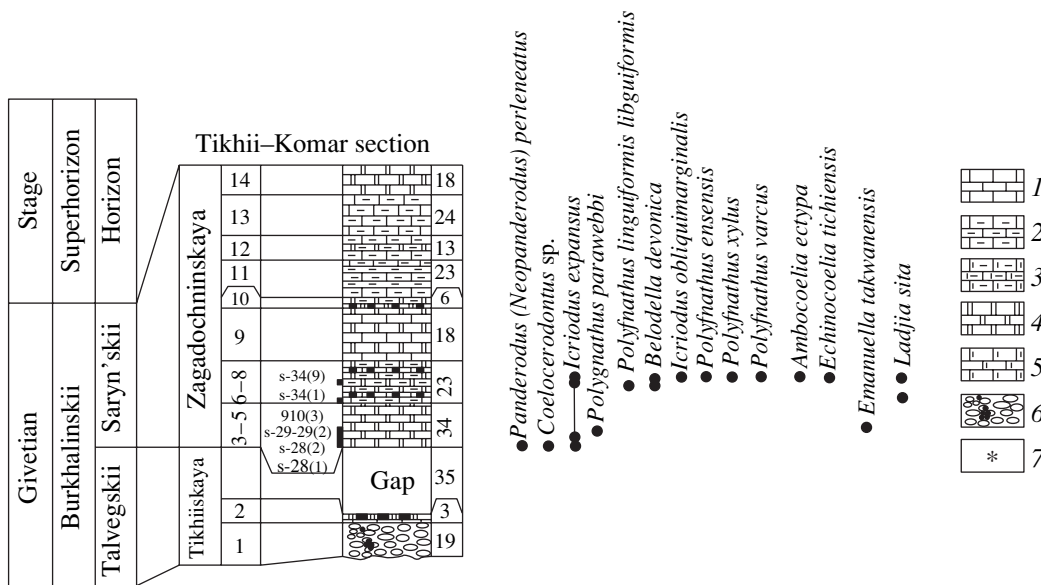 Tikhii–Komar section
Stage
Superhorizon
Horizon
Givetian
Burkhalinskii
Saryn'skii
Talvegskii
Zagadochninskaya
Tikhiiskaya
14
18
13
24
12
13
11
23
10
6
9
18
6–8
s-34(9)
s-34(1)
23
3–5
910(3)
s-29-29(2)
s-28(2)
s-28(1)
34
Gap
35
2
3
1
19
Panderodus (Neopanderodus) perleneatus
Coelocerodontus sp.
Icriodus expansus
Polygnathus parawebbi
Polyfnathus linguiformis libguiformis
Belodella devonica
Icriodus obliquimarginalis
Polyfnathus ensensis
Polyfnathus xylus
Polyfnathus varcus
Ambocoelia ectypa
Echinocoelia tichiensis
Emanuella takwanensis
Ladjia sita
1
2
3
4
5
6
* 7